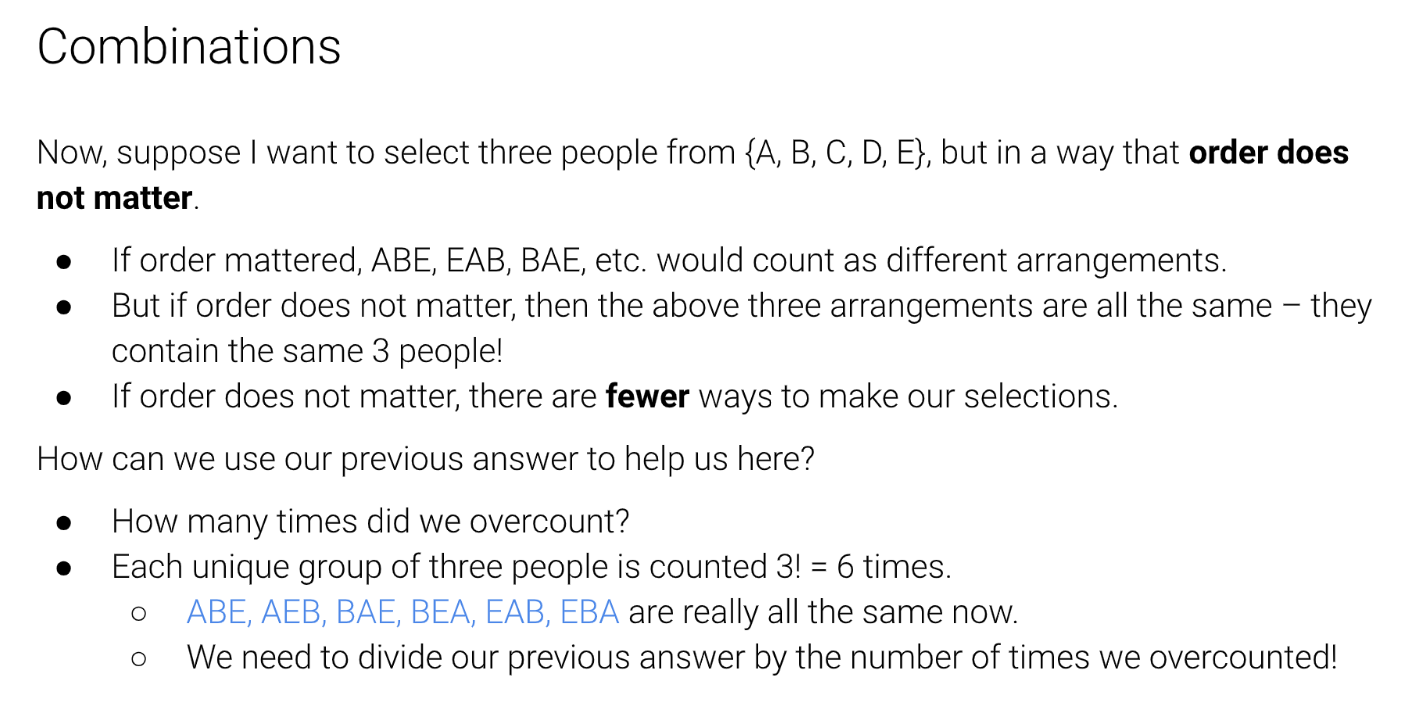 Combinations
Now, suppose I want to select three people from {A, B, C, D, E}, but in a way that order does
not matter.
● If order mattered, ABE, EAB, BAE, etc. would count as different arrangements.
● But if order does not matter, then the above three arrangements are all the same – they
contain the same 3 people!
● If order does not matter, there are fewer ways to make our selections.
How can we use our previous answer to help us here?
● How many times did we overcount?
● Each unique group of three people is counted 3! = 6 times.
○ ABE, AEB, BAE, BEA, EAB, EBA are really all the same now.
○ We need to divide our previous answer by the number of times we overcounted!